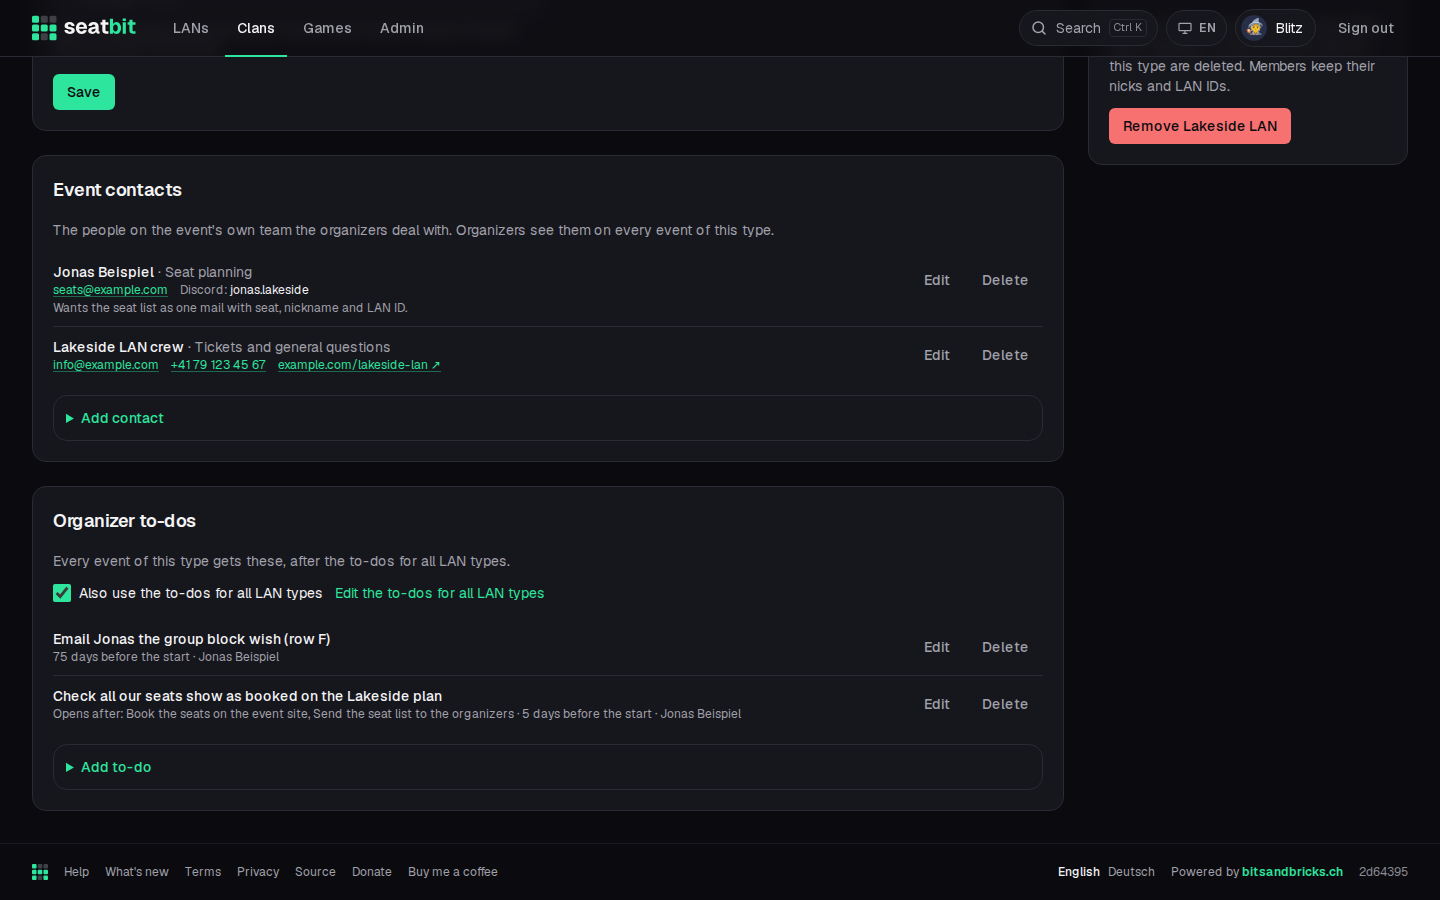 seatbit
LANs
Clans
Games
Admin
Search
Ctrl K
EN
Blitz
Sign out
Save
this type are deleted. Members keep their
nicks and LAN IDs.
Remove Lakeside LAN
Event contacts
The people on the event's own team the organizers deal with. Organizers see them on every event of this type.
Jonas Beispiel · Seat planning
seats@example.com Discord: jonas.lakeside
Wants the seat list as one mail with seat, nickname and LAN ID.
Edit
Delete
Lakeside LAN crew · Tickets and general questions
info@example.com +41 79 123 45 67 example.com/lakeside-lan ↗
Edit
Delete
▶ Add contact
Organizer to-dos
Every event of this type gets these, after the to-dos for all LAN types.
Also use the to-dos for all LAN types Edit the to-dos for all LAN types
Email Jonas the group block wish (row F)
75 days before the start · Jonas Beispiel
Edit
Delete
Check all our seats show as booked on the Lakeside plan
Opens after: Book the seats on the event site, Send the seat list to the organizers · 5 days before the start · Jonas Beispiel
Edit
Delete
▶ Add to-do
Help
What's new
Terms
Privacy
Source
Donate
Buy me a coffee
English
Deutsch
Powered by bitsandbricks.ch
2d64395